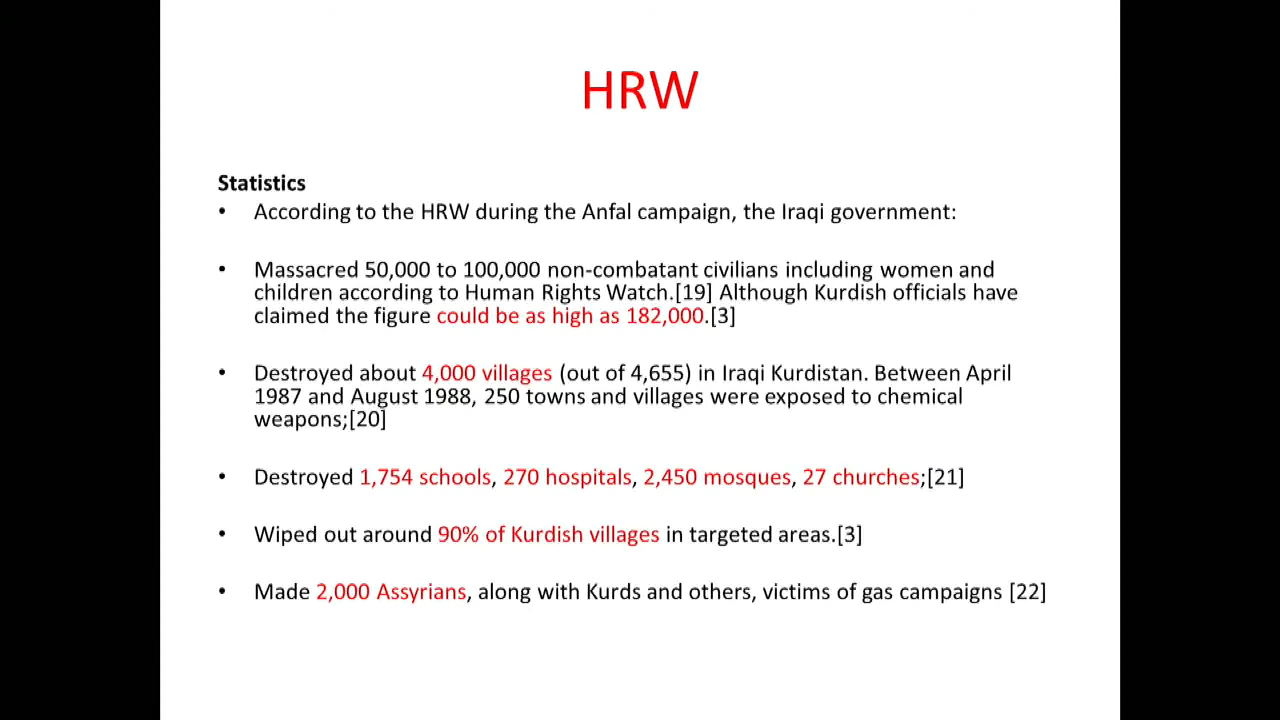 HRW
Statistics
• According to the HRW during the Anfal campaign, the Iraqi government:
• Massacred 50,000 to 100,000 non-combatant civilians including women and
children according to Human Rights Watch.[19] Although Kurdish officials have
claimed the figure could be as high as 182,000.[3]
• Destroyed about 4,000 villages (out of 4,655) in Iraqi Kurdistan. Between April
1987 and August 1988, 250 towns and villages were exposed to chemical
weapons;[20]
• Destroyed 1,754 schools, 270 hospitals, 2,450 mosques, 27 churches;[21]
• Wiped out around 90% of Kurdish villages in targeted areas.[3]
• Made 2,000 Assyrians, along with Kurds and others, victims of gas campaigns [22]